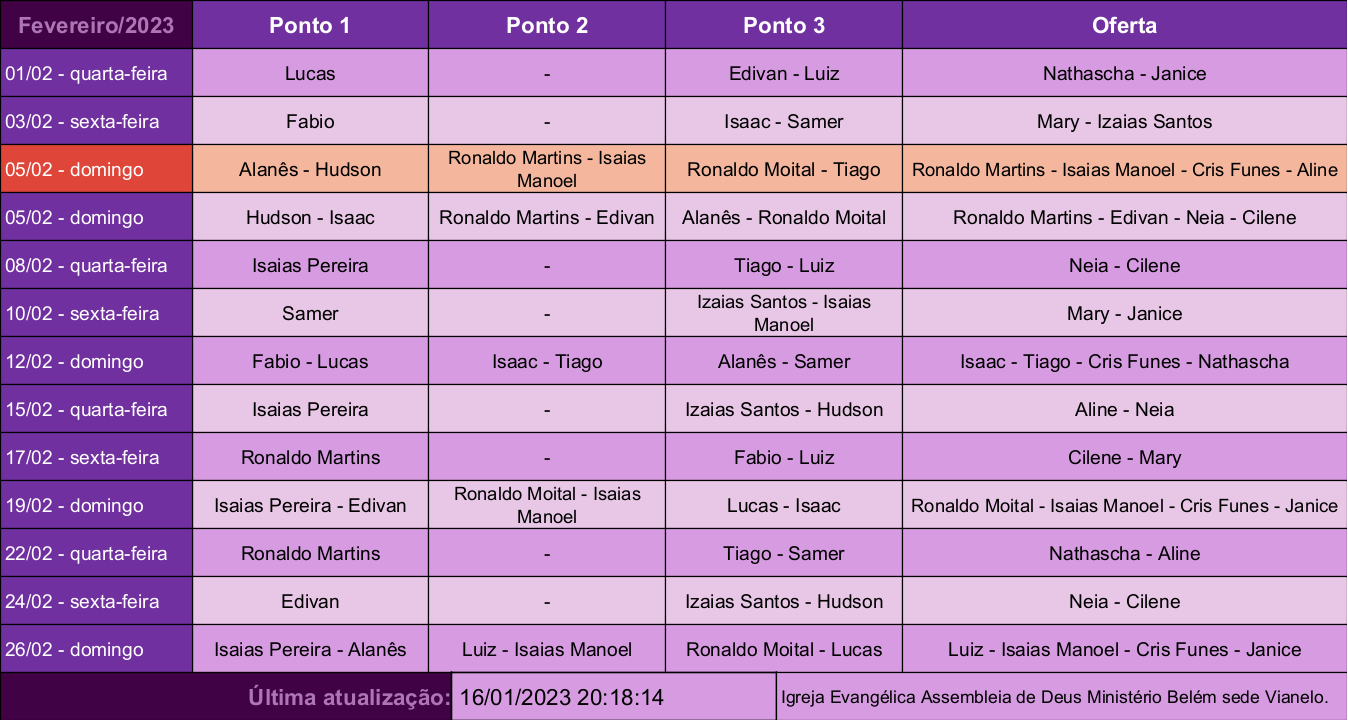 Fevereiro/2023 Ponto 1 Ponto 2 Ponto 3 Oferta
01/02 - quarta-feira Lucas - Edivan - Luiz Nathascha - Janice
03/02 - sexta-feira Fabio - Isaac - Samer Mary - Izaias Santos
05/02 - domingo Alanês - Hudson Ronaldo Martins - Isaias Manoel Ronaldo Moital - Tiago Ronaldo Martins - Isaias Manoel - Cris Funes - Aline
05/02 - domingo Hudson - Isaac Ronaldo Martins - Edivan Alanês - Ronaldo Moital Ronaldo Martins - Edivan - Neia - Cilene
08/02 - quarta-feira Isaias Pereira - Tiago - Luiz Neia - Cilene
10/02 - sexta-feira Samer - Izaias Santos - Isaias Manoel Mary - Janice
12/02 - domingo Fabio - Lucas Isaac - Tiago Alanês - Samer Isaac - Tiago - Cris Funes - Nathascha
15/02 - quarta-feira Isaias Pereira - Izaias Santos - Hudson Aline - Neia
17/02 - sexta-feira Ronaldo Martins - Fabio - Luiz Cilene - Mary
19/02 - domingo Isaias Pereira - Edivan Ronaldo Moital - Isaias Manoel Lucas - Isaac Ronaldo Moital - Isaias Manoel - Cris Funes - Janice
22/02 - quarta-feira Ronaldo Martins - Tiago - Samer Nathascha - Aline
24/02 - sexta-feira Edivan - Izaias Santos - Hudson Neia - Cilene
26/02 - domingo Isaias Pereira - Alanês Luiz - Isaias Manoel Ronaldo Moital - Lucas Luiz - Isaias Manoel - Cris Funes - Janice
Última atualização: 16/01/2023 20:18:14 Igreja Evangélica Assembleia de Deus Ministério Belém sede Vianelo.